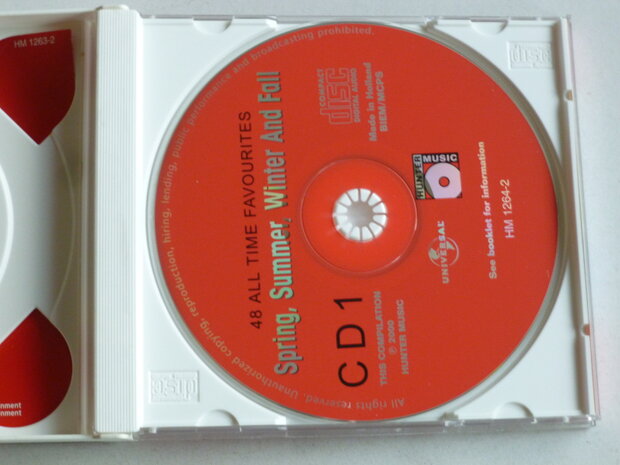 HM 1263-2
All rights reserved. Unauthorized copying, reproduction, hiring, lending, public performance and broadcasting prohibited.
48 ALL TIME FAVOURITES
Spring, Summer, Winter And Fall
CD1
THIS COMPILATION
℗ 2000
HUNTER MUSIC
COMPACT
disc
DIGITAL AUDIO
Made in Holland
BIEM/MCPS
HUNTER
MUSIC
UNIVERSAL
See booklet for information
HM 1264-2
disc
disc